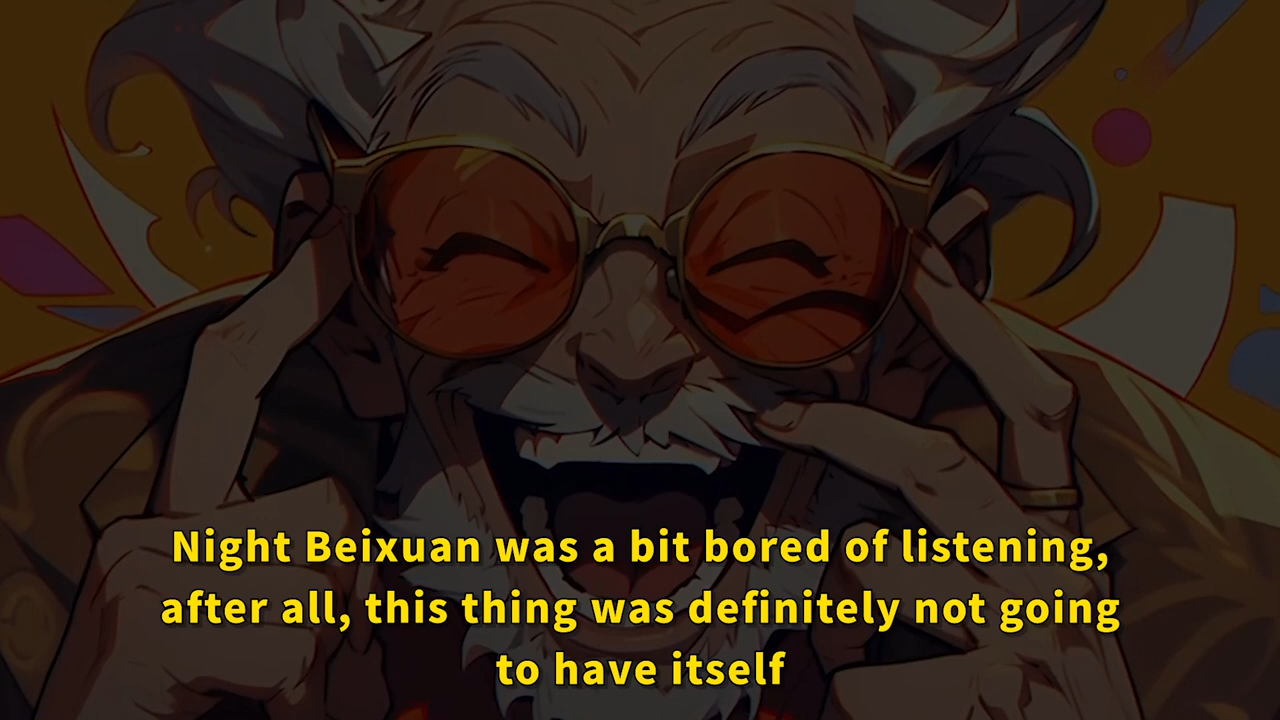 Night Beixuan was a bit bored of listening,
after all, this thing was definitely not going
to have itself